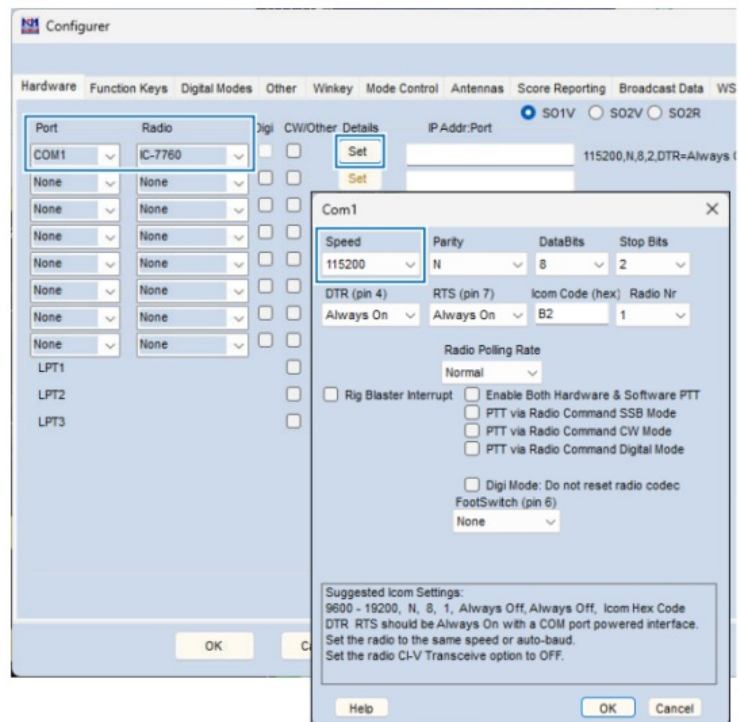 Configurer
Hardware Function Keys Digital Modes Other Winkey Mode Control Antennas Score Reporting Broadcast Data WS
SO1V SO2V SO2R
Port Radio Digi CW/Other Details IP Addr:Port
COM1 IC-7760 Set 115200,N,8,2,DTR=Always
None None Set
None None
None None
None None
None None
None None
None None
LPT1
LPT2
LPT3
OK
Com1
Speed Parity DataBits Stop Bits
115200 N 8 2
DTR (pin 4) RTS (pin 7) Icom Code (hex) Radio Nr
Always On Always On B2 1
Radio Polling Rate
Normal
Rig Blaster Interrupt Enable Both Hardware & Software PTT
PTT via Radio Command SSB Mode
PTT via Radio Command CW Mode
PTT via Radio Command Digital Mode
Digi Mode: Do not reset radio codec
FootSwitch (pin 6)
None
Suggested Icom Settings:
9600 - 19200, N, 8, 1, Always Off, Always Off, Icom Hex Code
DTR RTS should be Always On with a COM port powered interface.
Set the radio to the same speed or auto-baud.
Set the radio CI-V Transceive option to OFF.
Help OK Cancel